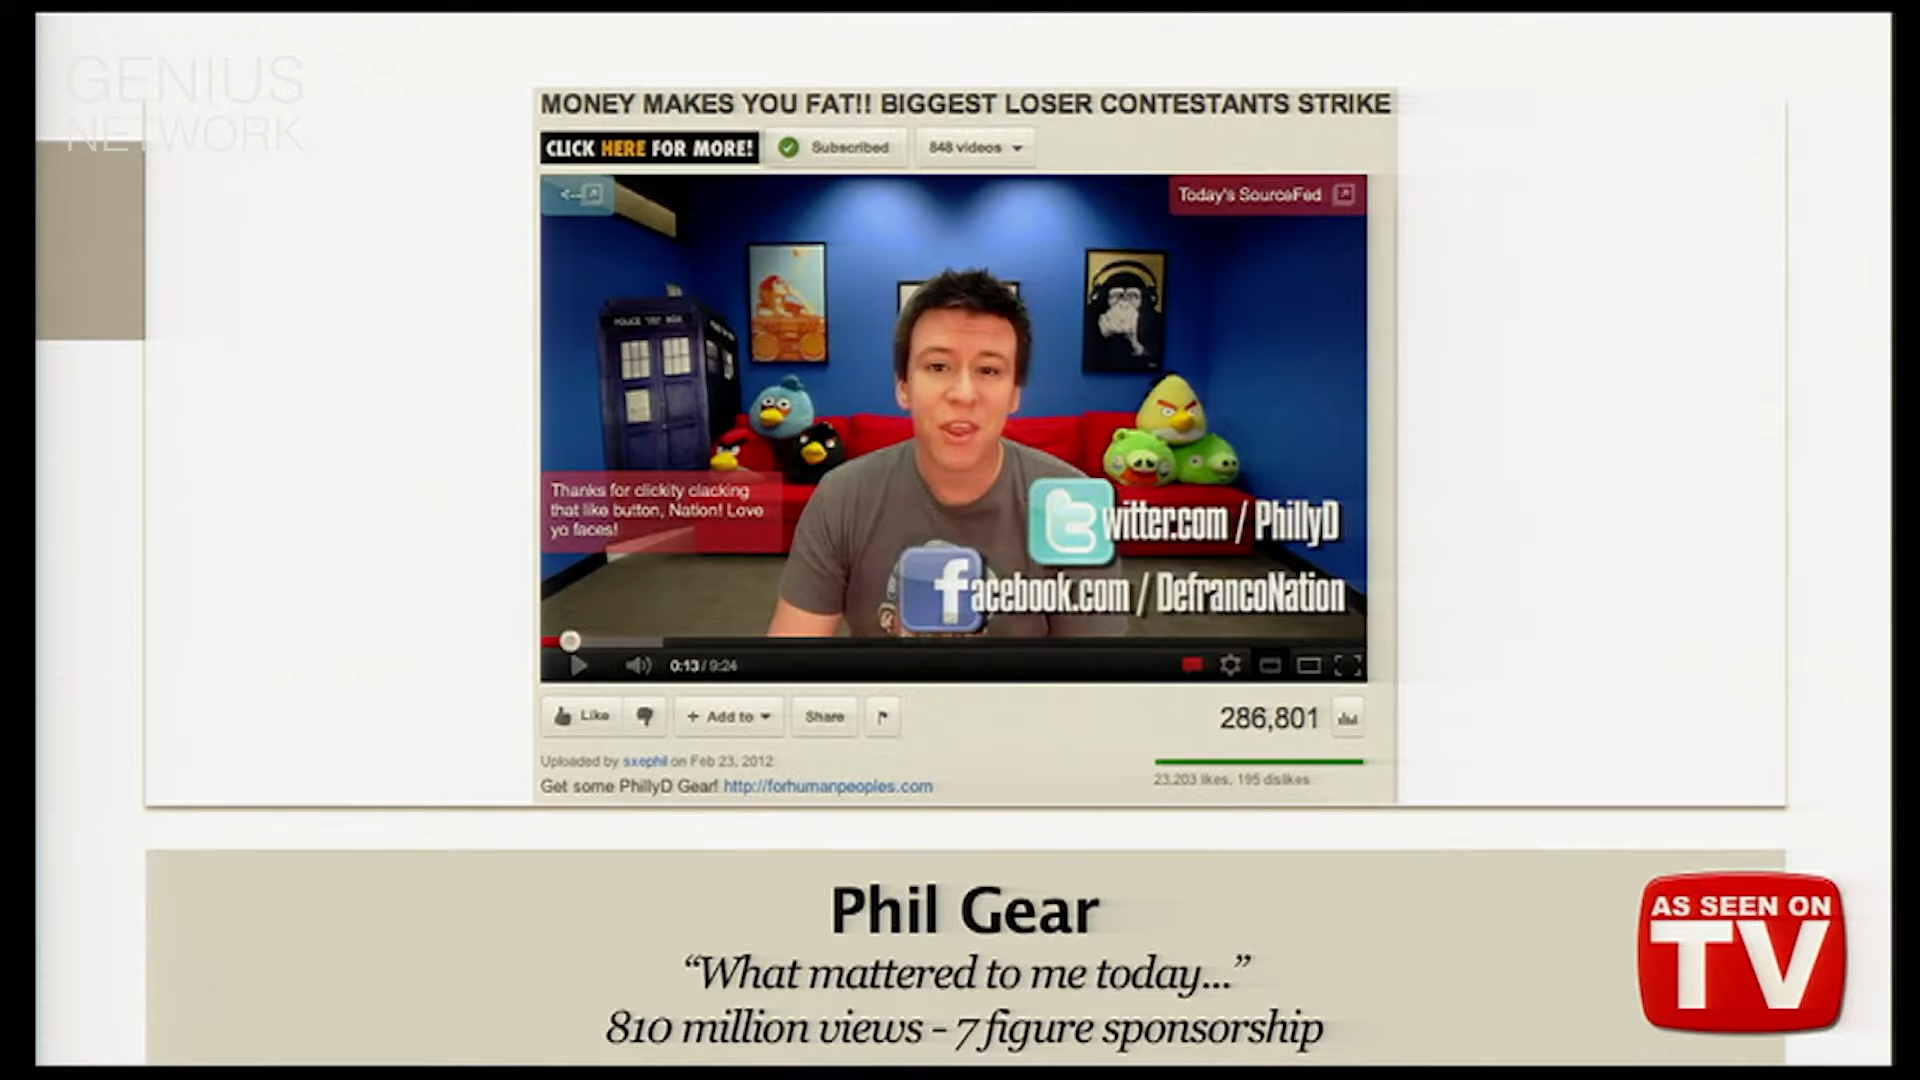 GENIUS
NETWORK
MONEY MAKES YOU FAT!! BIGGEST LOSER CONTESTANTS STRIKE
CLICK HERE FOR MORE!
Subscribed
848 videos
<--
Today's SourceFed
POLICE BOX
Thanks for clickity clacking
that like button, Nation! Love
yo faces!
twitter.com / PhillyD
facebook.com / DefrancoNation
0:13 / 9:24
Like
+ Add to
Share
286,801
Uploaded by sxephil on Feb 23, 2012
23,203 likes, 195 dislikes
Get some PhillyD Gear! http://forhumanpeoples.com
Phil Gear
“What mattered to me today...”
810 million views - 7 figure sponsorship
AS SEEN ON
TV